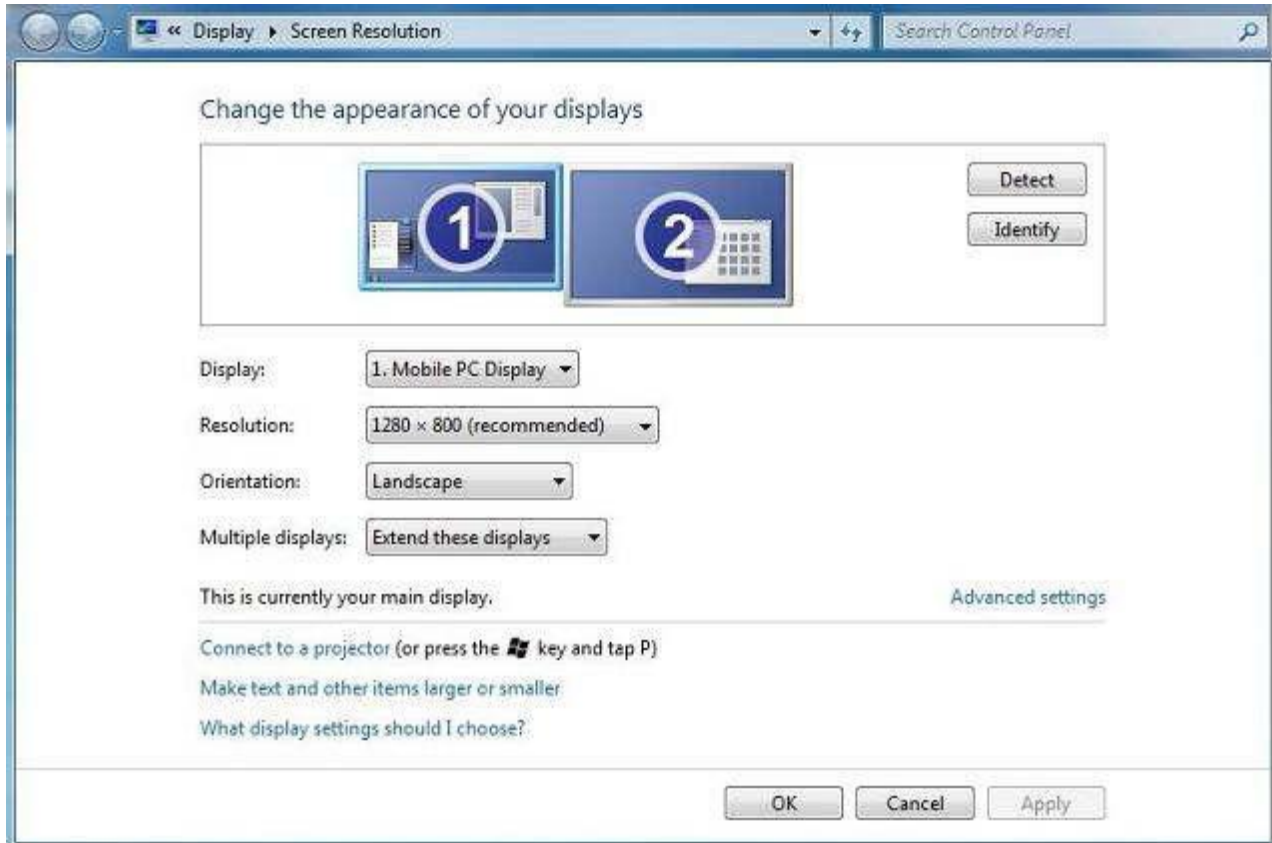 « Display ▸ Screen Resolution
Search Control Panel
Change the appearance of your displays
1
2
Detect
Identify
Display: 1. Mobile PC Display
Resolution: 1280 × 800 (recommended)
Orientation: Landscape
Multiple displays: Extend these displays
This is currently your main display. Advanced settings
Connect to a projector (or press the key and tap P)
Make text and other items larger or smaller
What display settings should I choose?
OK Cancel Apply